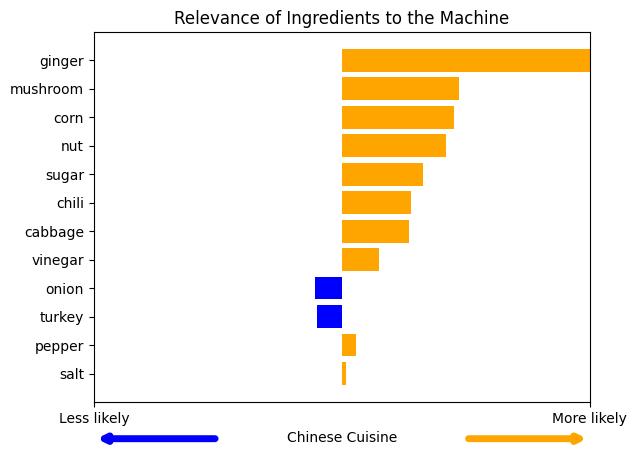 Relevance of Ingredients to the Machine
ginger
mushroom
corn
nut
sugar
chili
cabbage
vinegar
onion
turkey
pepper
salt
Less likely
More likely
Chinese Cuisine